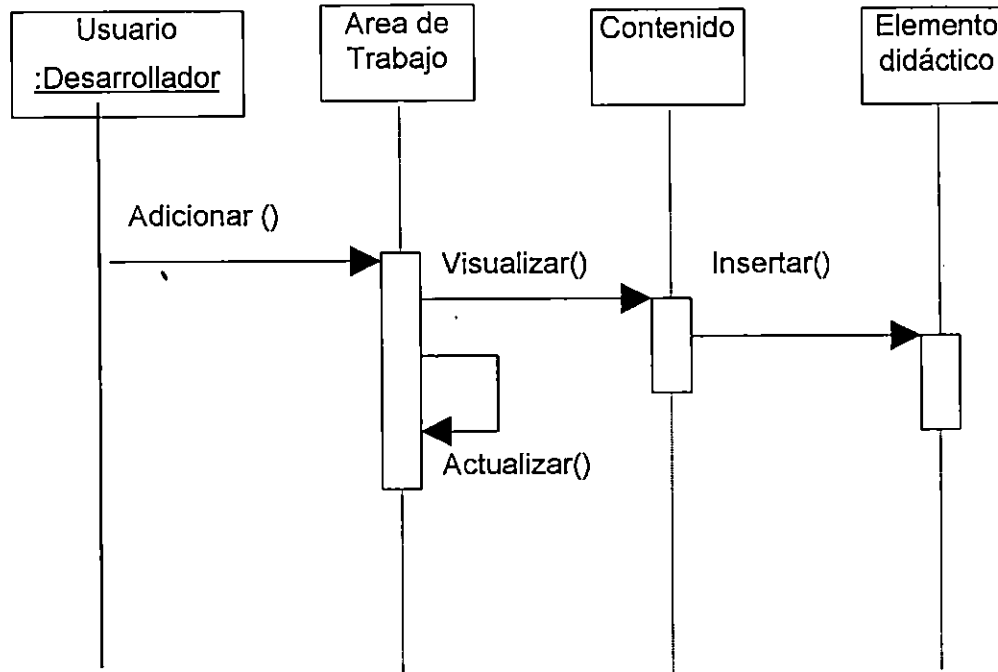 Usuario
:Desarrollador
Area de
Trabajo
Contenido
Elemento
didáctico
Adicionar ()
Visualizar()
Insertar()
Actualizar()